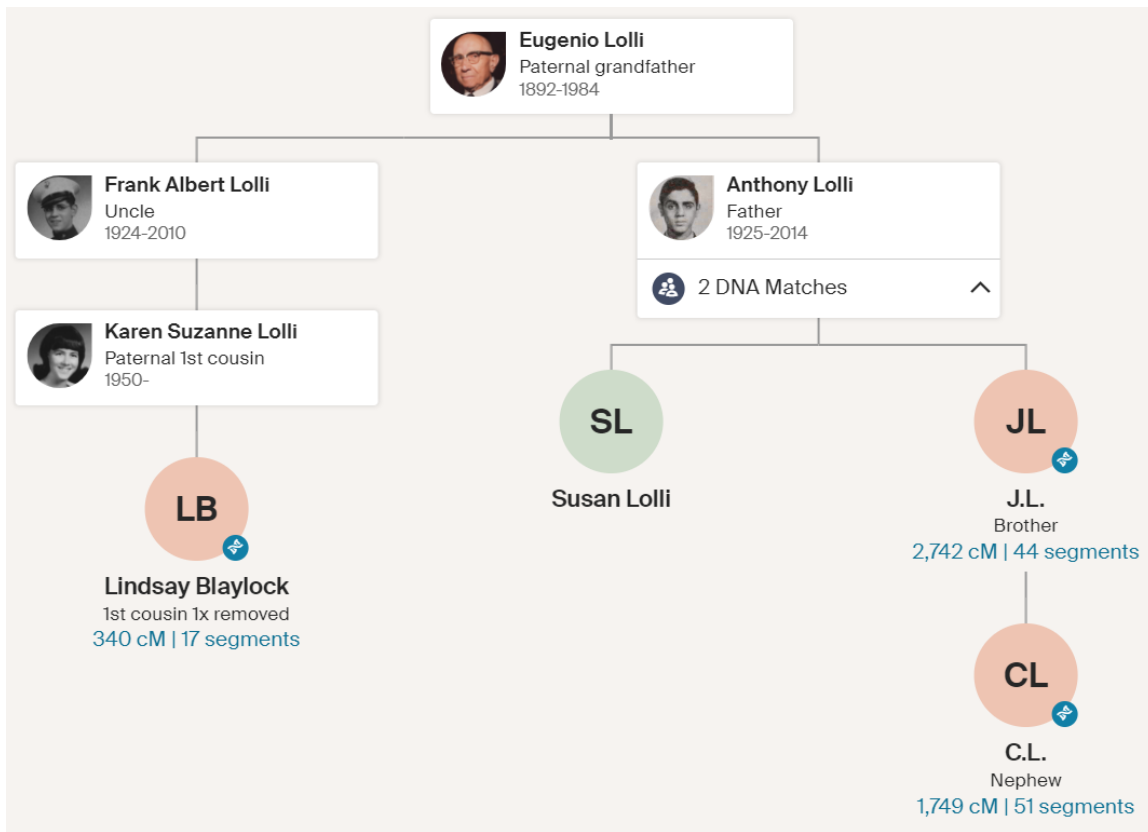 Eugenio Lolli
Paternal grandfather
1892-1984
Frank Albert Lolli
Uncle
1924-2010
Anthony Lolli
Father
1925-2014
2 DNA Matches
Karen Suzanne Lolli
Paternal 1st cousin
1950-
SL
Susan Lolli
JL
J.L.
Brother
2,742 cM | 44 segments
LB
Lindsay Blaylock
1st cousin 1x removed
340 cM | 17 segments
CL
C.L.
Nephew
1,749 cM | 51 segments